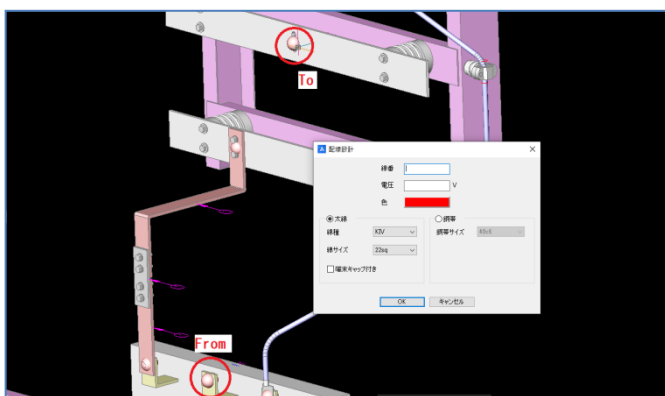 To
配線設計
線番
電圧
V
色
太線
銅帯
線種
KIV
銅帯サイズ
線サイズ
22sq
端末キャップ付き
OK
キャンセル
From